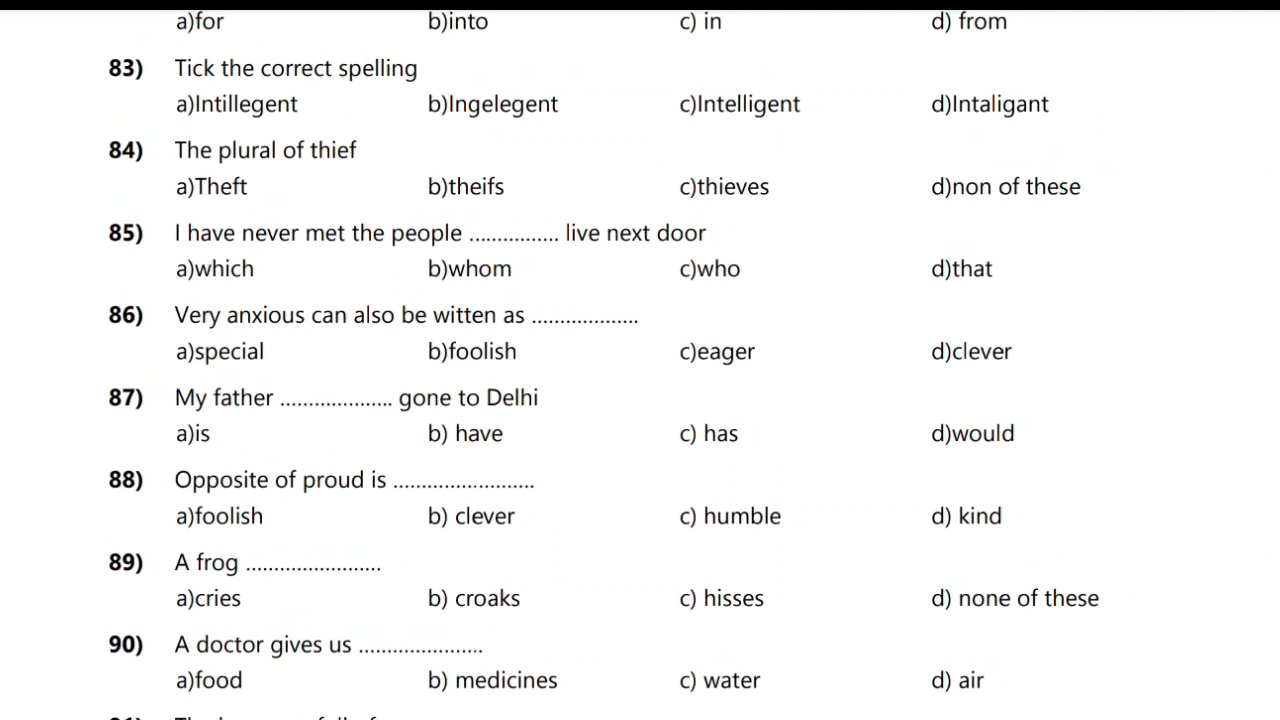 a)for b)into c) in d) from
83) Tick the correct spelling
a)Intillegent b)Ingelegent c)Intelligent d)Intaligant
84) The plural of thief
a)Theft b)theifs c)thieves d)non of these
85) I have never met the people ................ live next door
a)which b)whom c)who d)that
86) Very anxious can also be witten as ...................
a)special b)foolish c)eager d)clever
87) My father .................... gone to Delhi
a)is b) have c) has d)would
88) Opposite of proud is .........................
a)foolish b) clever c) humble d) kind
89) A frog ........................
a)cries b) croaks c) hisses d) none of these
90) A doctor gives us ......................
a)food b) medicines c) water d) air